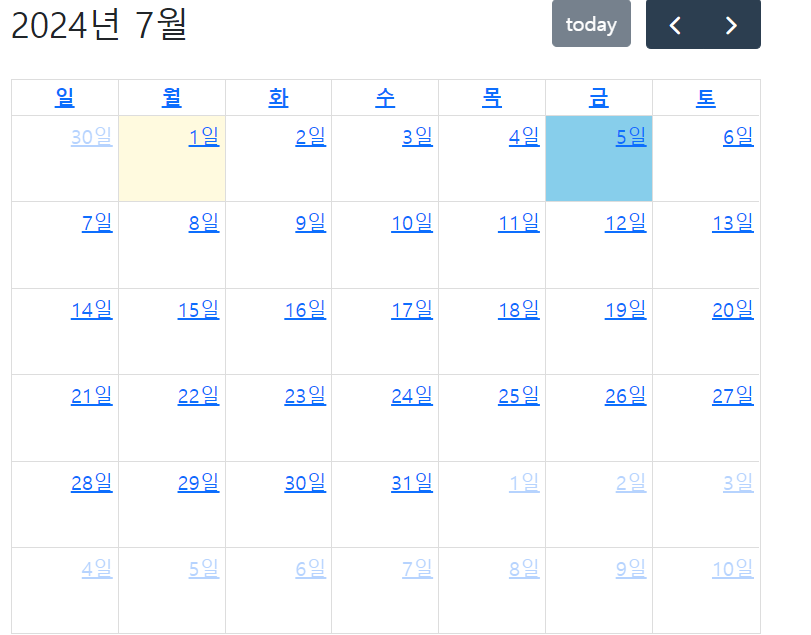 2024년 7월 today
일 월 화 수 목 금 토
30일 1일 2일 3일 4일 5일 6일
7일 8일 9일 10일 11일 12일 13일
14일 15일 16일 17일 18일 19일 20일
21일 22일 23일 24일 25일 26일 27일
28일 29일 30일 31일 1일 2일 3일
4일 5일 6일 7일 8일 9일 10일